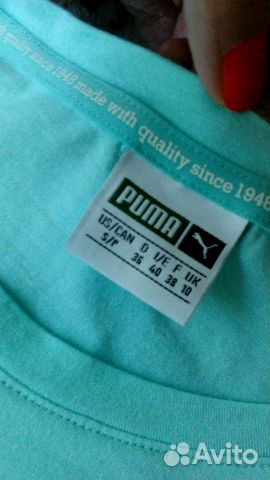 quality since 1948 made with quality since 1948
PUMA
US/CAN D I/E F UK
S/P 36 40 38 10
Avito